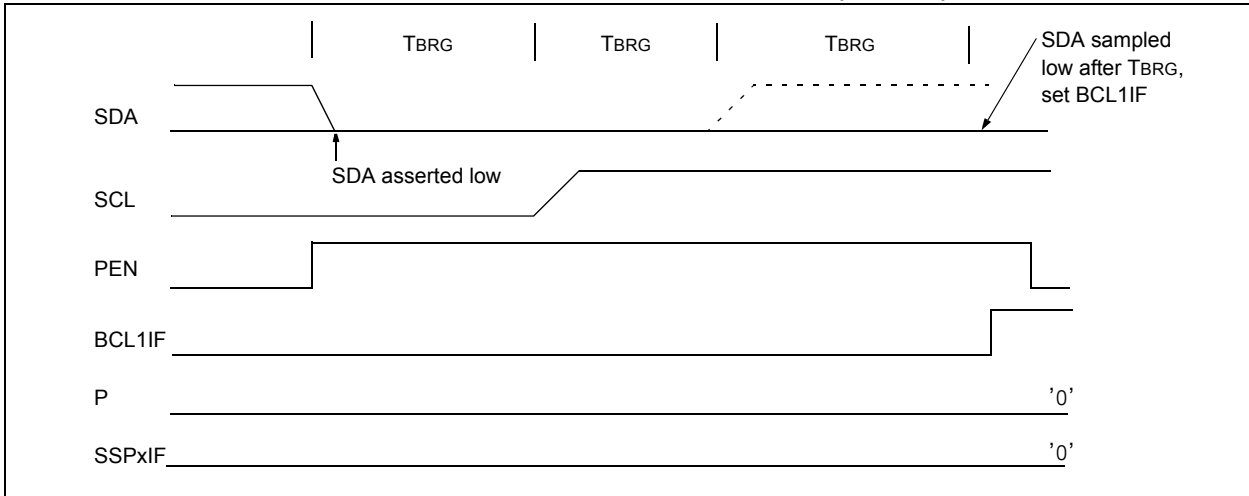 TBRG TBRG TBRG
SDA sampled
low after TBRG,
set BCL1IF
SDA
SDA asserted low
SCL
PEN
BCL1IF
P '0'
SSPxIF '0'